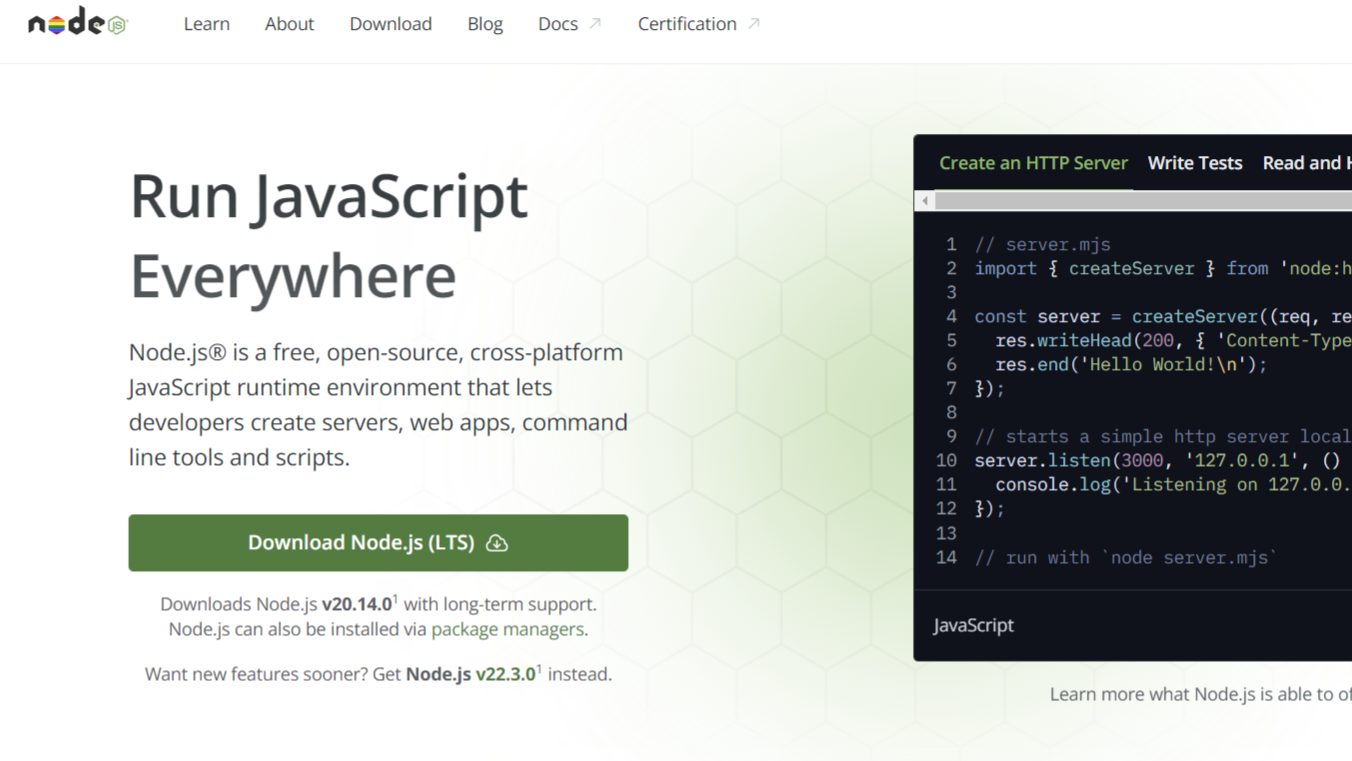 node JS
Learn About Download Blog Docs Certification
Run JavaScript
Everywhere
Node.js® is a free, open-source, cross-platform
JavaScript runtime environment that lets
developers create servers, web apps, command
line tools and scripts.
Download Node.js (LTS)
Downloads Node.js v20.14.0¹ with long-term support.
Node.js can also be installed via package managers.
Want new features sooner? Get Node.js v22.3.0¹ instead.
Create an HTTP Server Write Tests Read and H
1 // server.mjs
2 import { createServer } from 'node:h
3
4 const server = createServer((req, re
5 res.writeHead(200, { 'Content-Type
6 res.end('Hello World!\n');
7 });
8
9 // starts a simple http server local
10 server.listen(3000, '127.0.0.1', ()
11 console.log('Listening on 127.0.0.
12 });
13
14 // run with `node server.mjs`
JavaScript
Learn more what Node.js is able to of